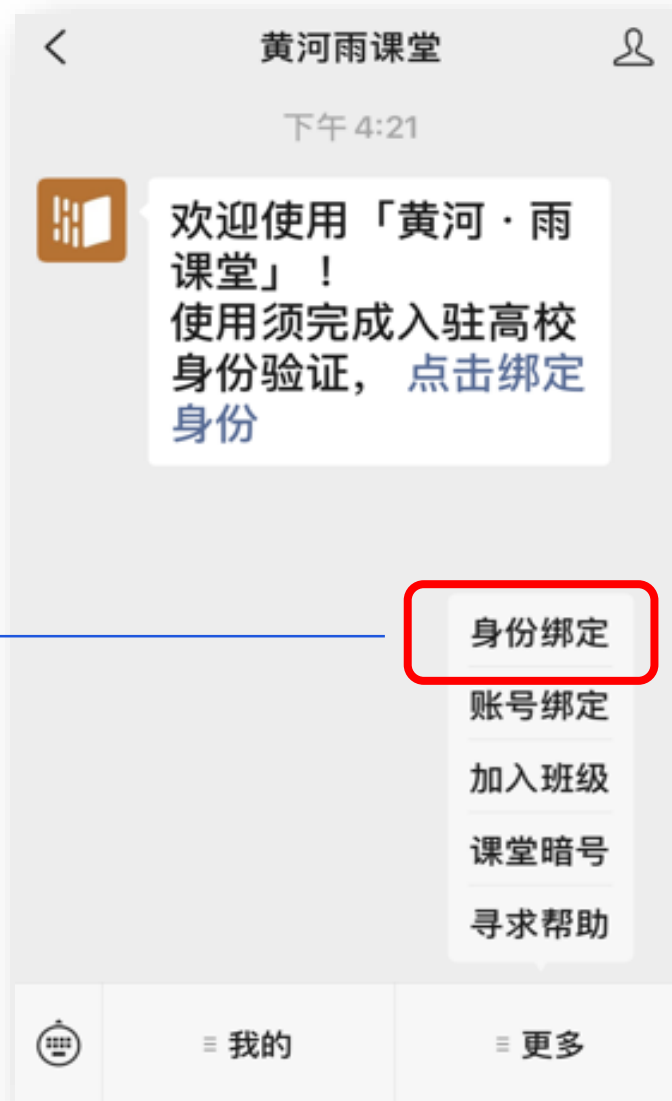 黄河雨课堂
下午 4:21
欢迎使用「黄河·雨
课堂」！
使用须完成入驻高校
身份验证， 点击绑定
身份
身份绑定
账号绑定
加入班级
课堂暗号
寻求帮助
我的
更多